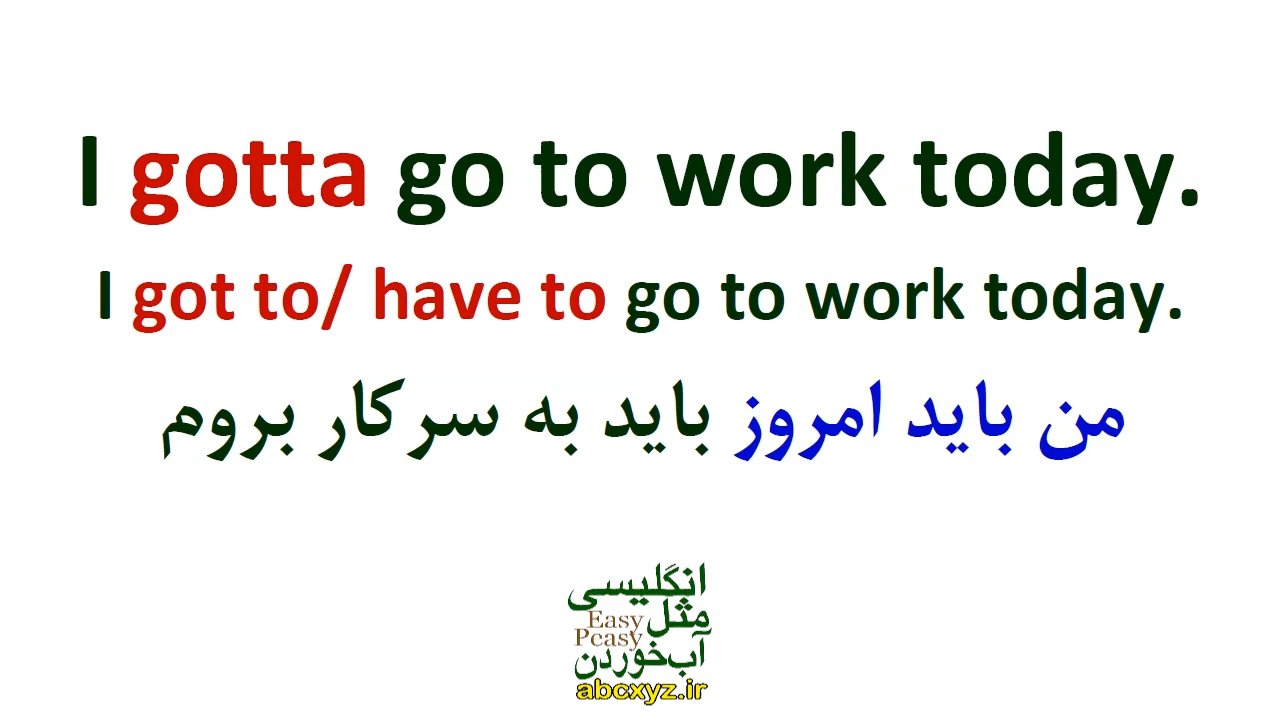 I gotta go to work today.
I got to/ have to go to work today.
من باید امروز باید به سرکار بروم
انگلیسی
مثل
Easy
Peasy
آب‌خوردن
abcxyz.ir